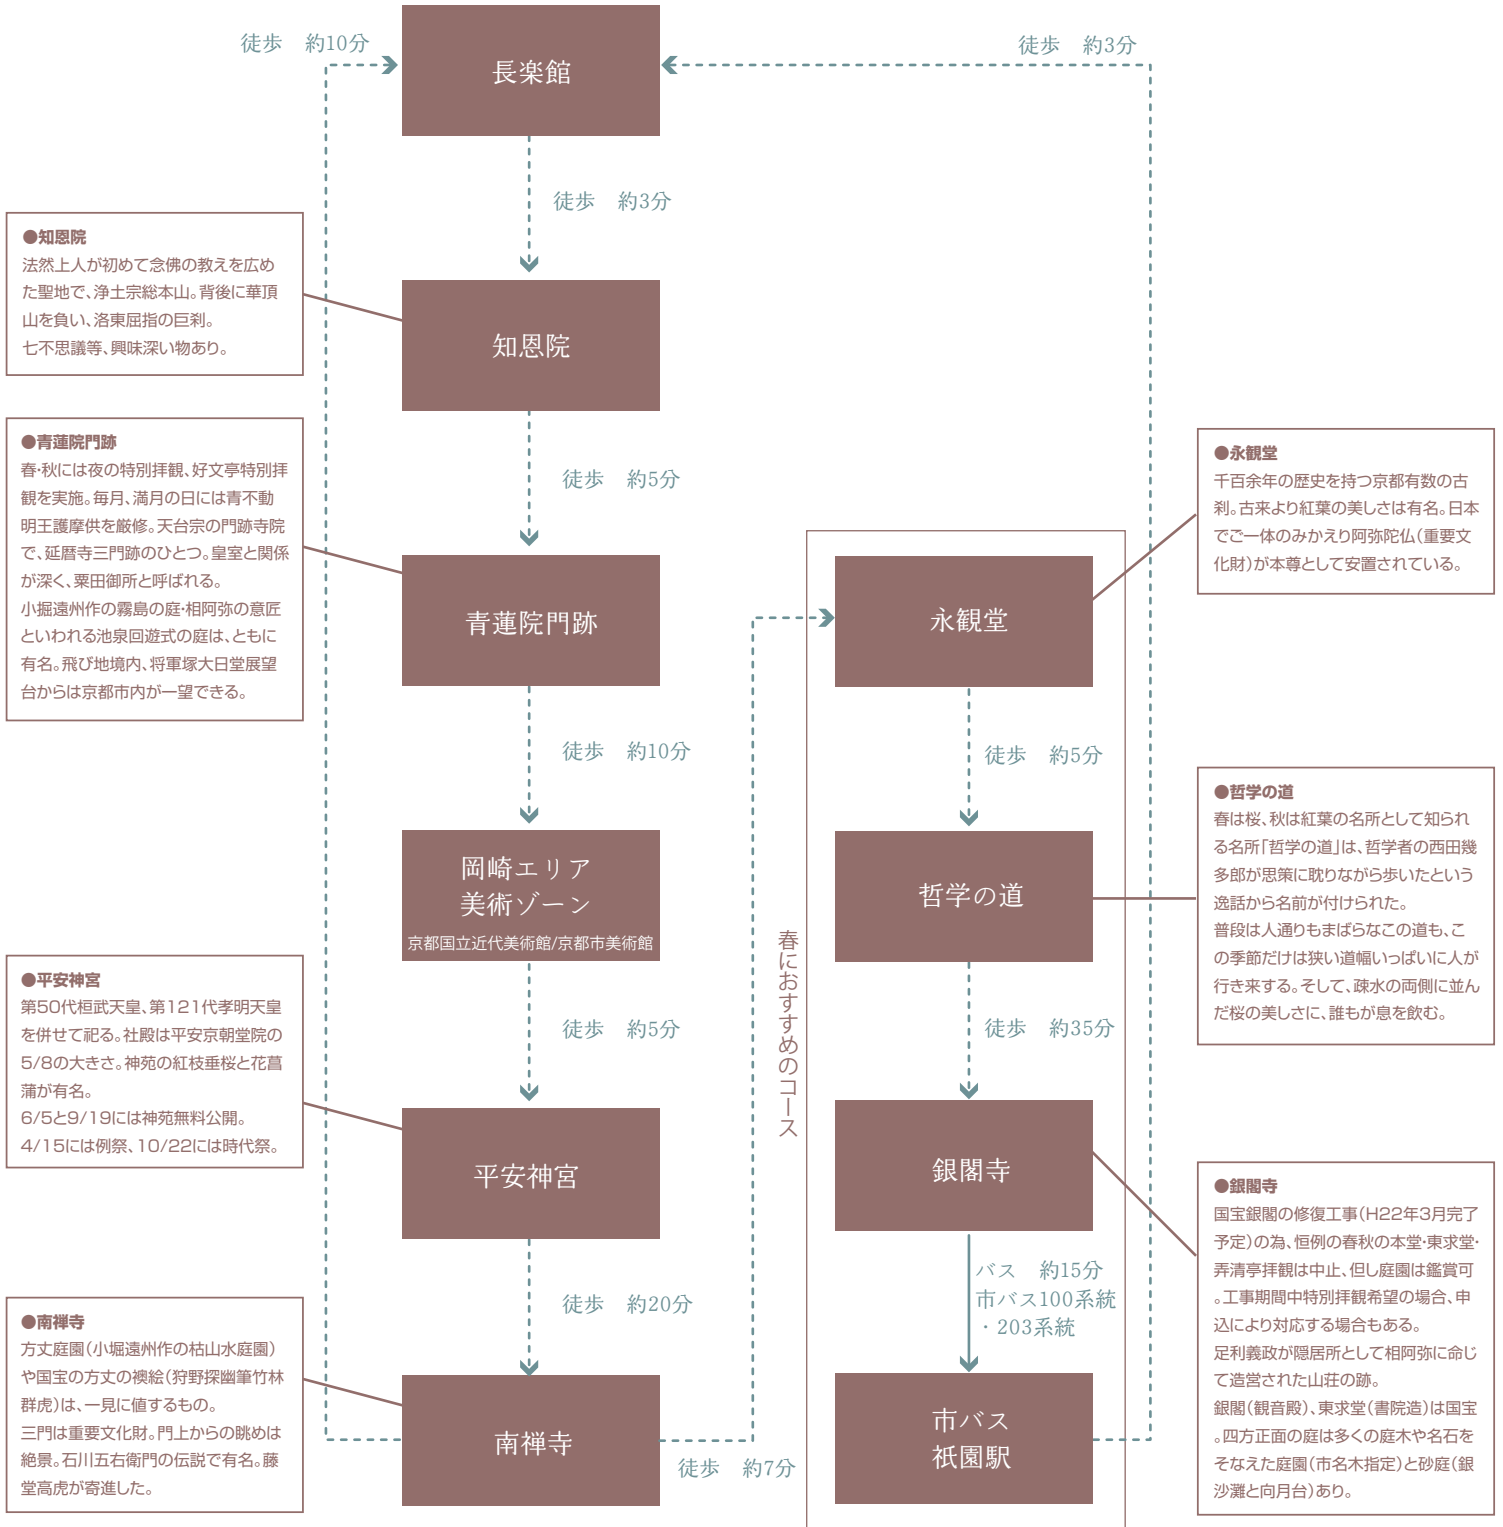 徒歩　約10分
長楽館
徒歩　約3分
徒歩　約3分
●知恩院
法然上人が初めて念佛の教えを広め
た聖地で、浄土宗総本山。背後に華頂
山を負い、洛東屈指の巨刹。
七不思議等、興味深い物あり。
知恩院
徒歩　約5分
●青蓮院門跡
春・秋には夜の特別拝観、好文亭特別拝
観を実施。毎月、満月の日には青不動
明王護摩供を厳修。天台宗の門跡寺院
で、延暦寺三門跡のひとつ。皇室と関係
が深く、粟田御所と呼ばれる。
小掘遠州作の霧島の庭・相阿弥の意匠
といわれる池泉回遊式の庭は、ともに
有名。飛び地境内、将軍塚大日堂展望
台からは京都市内が一望できる。
青蓮院門跡
徒歩　約10分
岡崎エリア
美術ゾーン
京都国立近代美術館/京都市美術館
徒歩　約5分
●平安神宮
第50代桓武天皇、第121代孝明天皇
を併せて祀る。社殿は平安京朝堂院の
5/8の大きさ。神苑の紅枝垂桜と花菖
蒲が有名。
6/5と9/19には神苑無料公開。
4/15には例祭、10/22には時代祭。
平安神宮
徒歩　約20分
●南禅寺
方丈庭園(小掘遠州作の枯山水庭園)
や国宝の方丈の襖絵(狩野探幽筆竹林
群虎)は、一見に値するもの。
三門は重要文化財。門上からの眺めは
絶景。石川五右衛門の伝説で有名。藤
堂高虎が寄進した。
南禅寺
徒歩　約7分
春におすすめのコース
●永観堂
千百余年の歴史を持つ京都有数の古
刹。古来より紅葉の美しさは有名。日本
でご一体のみかえり阿弥陀仏(重要文
化財)が本尊として安置されている。
永観堂
徒歩　約5分
●哲学の道
春は桜、秋は紅葉の名所として知られ
る名所「哲学の道」は、哲学者の西田幾
多郎が思策に耽りながら歩いたという
逸話から名前が付けられた。
普段は人通りもまばらなこの道も、こ
の季節だけは狭い道幅いっぱいに人が
行き来する。そして、疎水の両側に並ん
だ桜の美しさに、誰もが息を飲む。
哲学の道
徒歩　約35分
●銀閣寺
国宝銀閣の修復工事(H22年3月完了
予定)の為、恒例の春秋の本堂・東求堂・
弄清亭拝観は中止、但し庭園は鑑賞可
。工事期間中特別拝観希望の場合、申
込により対応する場合もある。
足利義政が隠居所として相阿弥に命じ
て造営された山荘の跡。
銀閣(観音殿)、東求堂(書院造)は国宝
。四方正面の庭は多くの庭木や名石を
そなえた庭園(市名木指定)と砂庭(銀
沙灘と向月台)あり。
銀閣寺
バス　約15分
市バス100系統
・203系統
市バス
祇園駅